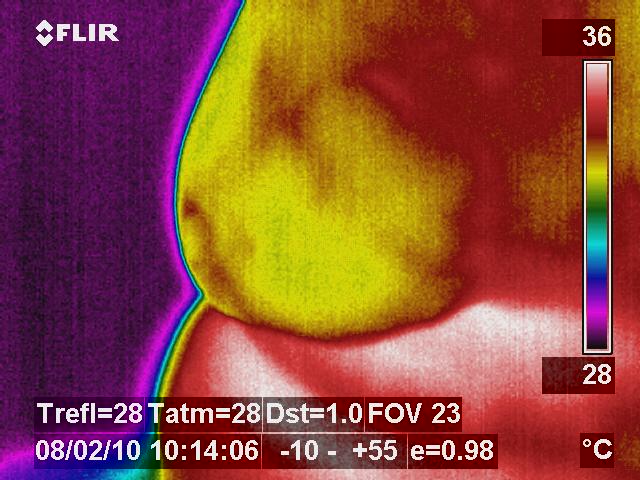 FLIR
36
28
Trefl=28 Tatm=28 Dst=1.0 FOV 23
08/02/10 10:14:06 -10 - +55 e=0.98
°C